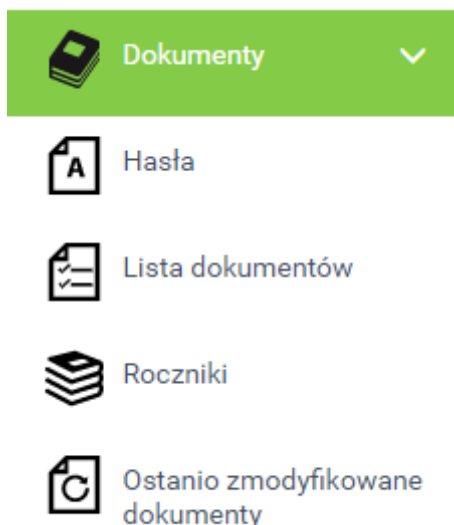 Dokumenty
A
Hasła
Lista dokumentów
Roczniki
Ostanio zmodyfikowane
dokumenty